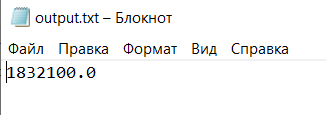 output.txt – Блокнот
Файл Правка Формат Вид Справка
1832100.0